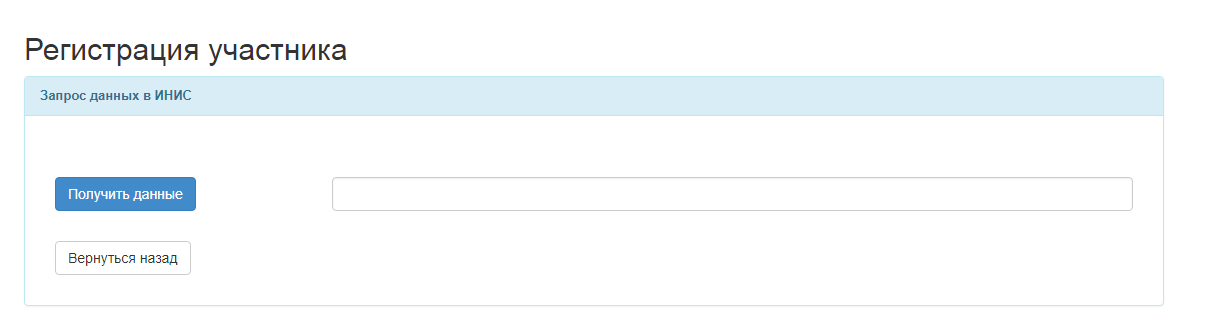 Регистрация участника
Запрос данных в ИНИС
Получить данные
Вернуться назад